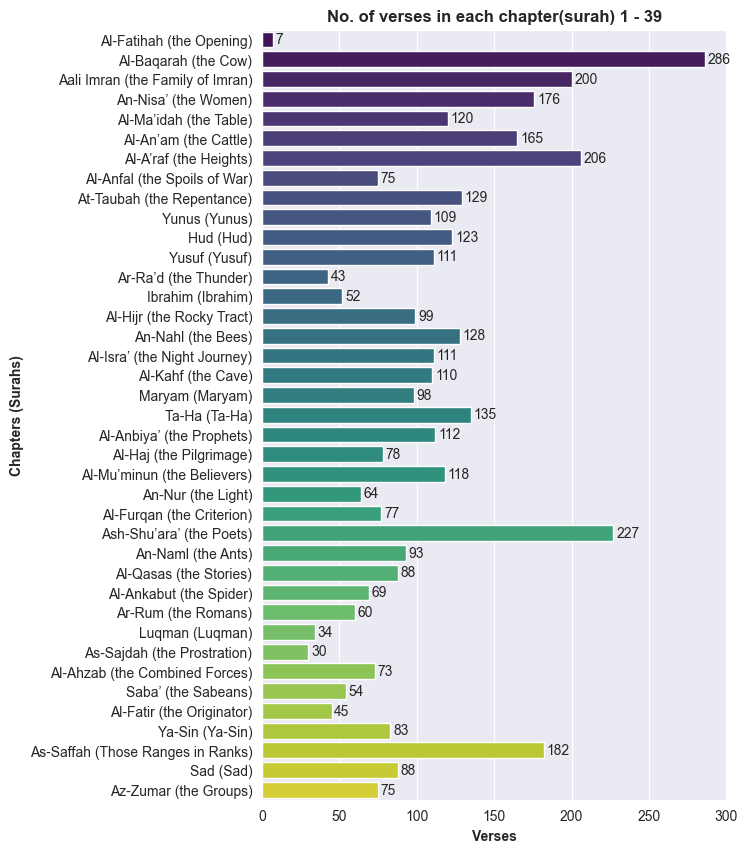 No. of verses in each chapter(surah) 1 - 39
Al-Fatihah (the Opening) 7
Al-Baqarah (the Cow) 286
Aali Imran (the Family of Imran) 200
An-Nisa’ (the Women) 176
Al-Ma’idah (the Table) 120
Al-An’am (the Cattle) 165
Al-A’raf (the Heights) 206
Al-Anfal (the Spoils of War) 75
At-Taubah (the Repentance) 129
Yunus (Yunus) 109
Hud (Hud) 123
Yusuf (Yusuf) 111
Ar-Ra’d (the Thunder) 43
Ibrahim (Ibrahim) 52
Al-Hijr (the Rocky Tract) 99
An-Nahl (the Bees) 128
Al-Isra’ (the Night Journey) 111
Al-Kahf (the Cave) 110
Maryam (Maryam) 98
Ta-Ha (Ta-Ha) 135
Al-Anbiya’ (the Prophets) 112
Al-Haj (the Pilgrimage) 78
Al-Mu’minun (the Believers) 118
An-Nur (the Light) 64
Al-Furqan (the Criterion) 77
Ash-Shu’ara’ (the Poets) 227
An-Naml (the Ants) 93
Al-Qasas (the Stories) 88
Al-Ankabut (the Spider) 69
Ar-Rum (the Romans) 60
Luqman (Luqman) 34
As-Sajdah (the Prostration) 30
Al-Ahzab (the Combined Forces) 73
Saba’ (the Sabeans) 54
Al-Fatir (the Originator) 45
Ya-Sin (Ya-Sin) 83
As-Saffah (Those Ranges in Ranks) 182
Sad (Sad) 88
Az-Zumar (the Groups) 75
Chapters (Surahs)
0 50 100 150 200 250 300
Verses